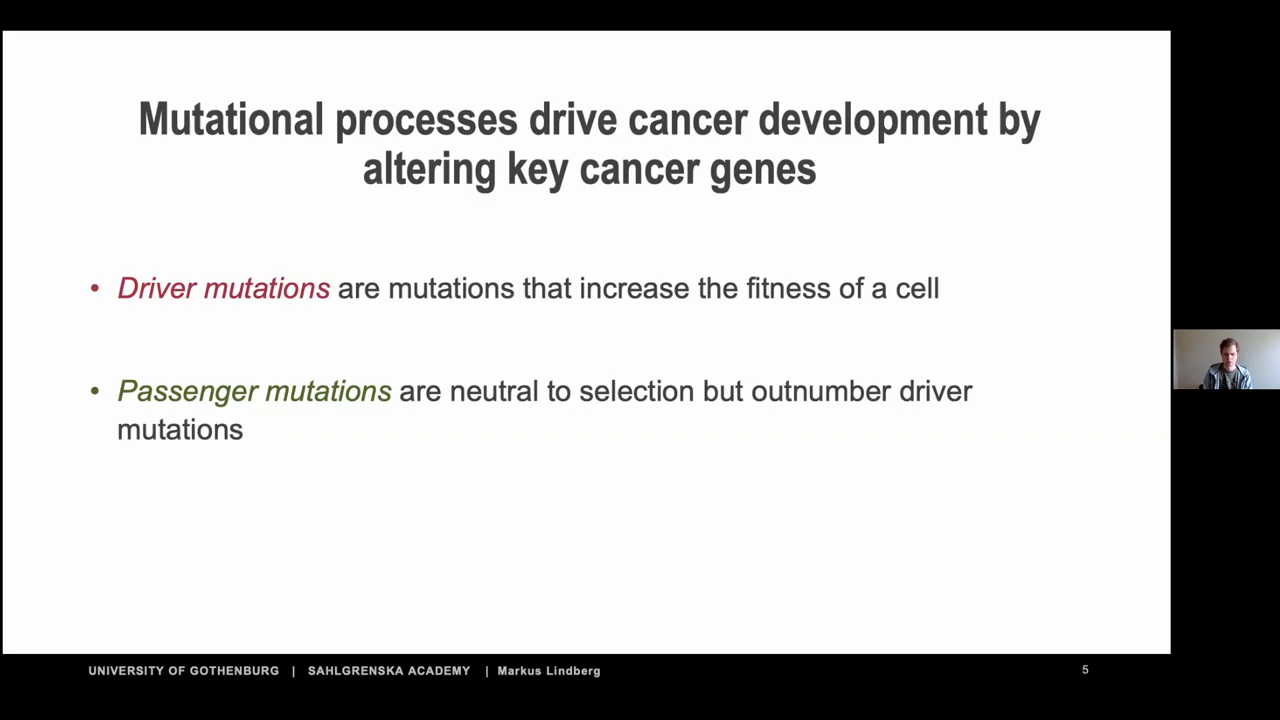 Mutational processes drive cancer development by
altering key cancer genes
• Driver mutations are mutations that increase the fitness of a cell
• Passenger mutations are neutral to selection but outnumber driver
mutations
UNIVERSITY OF GOTHENBURG | SAHLGRENSKA ACADEMY | Markus Lindberg 5